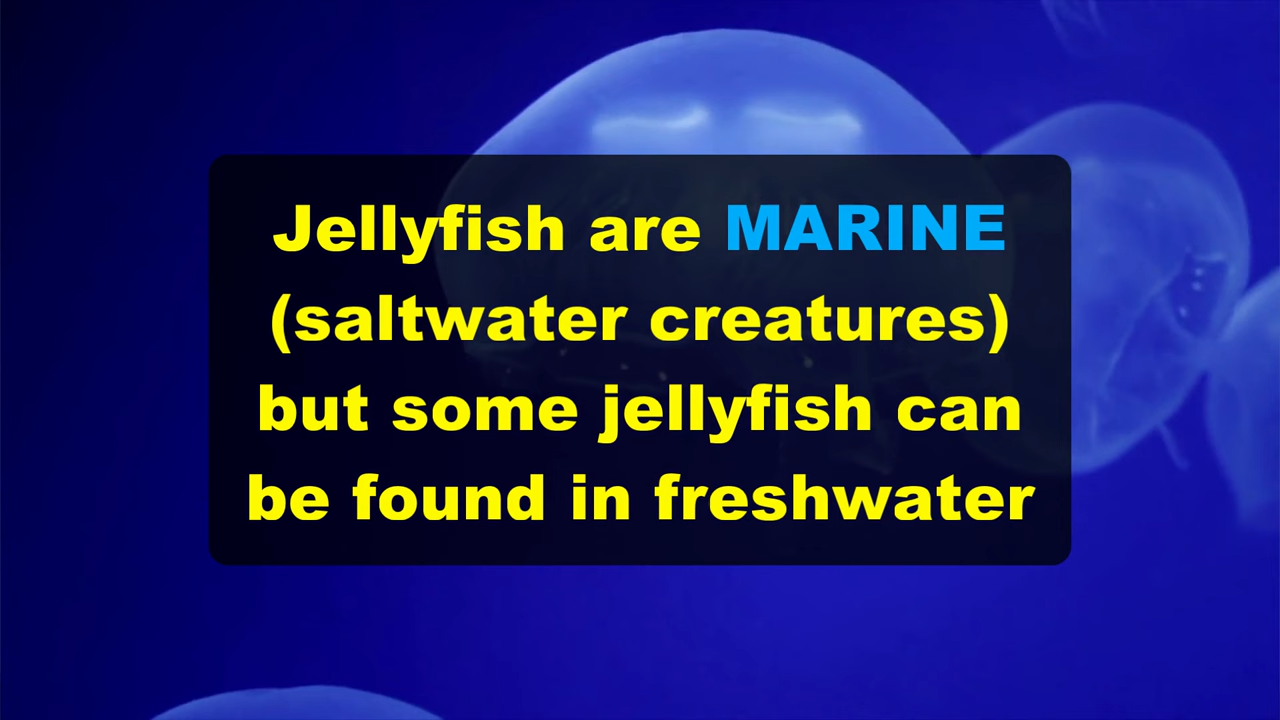 Jellyfish are MARINE
(saltwater creatures)
but some jellyfish can
be found in freshwater